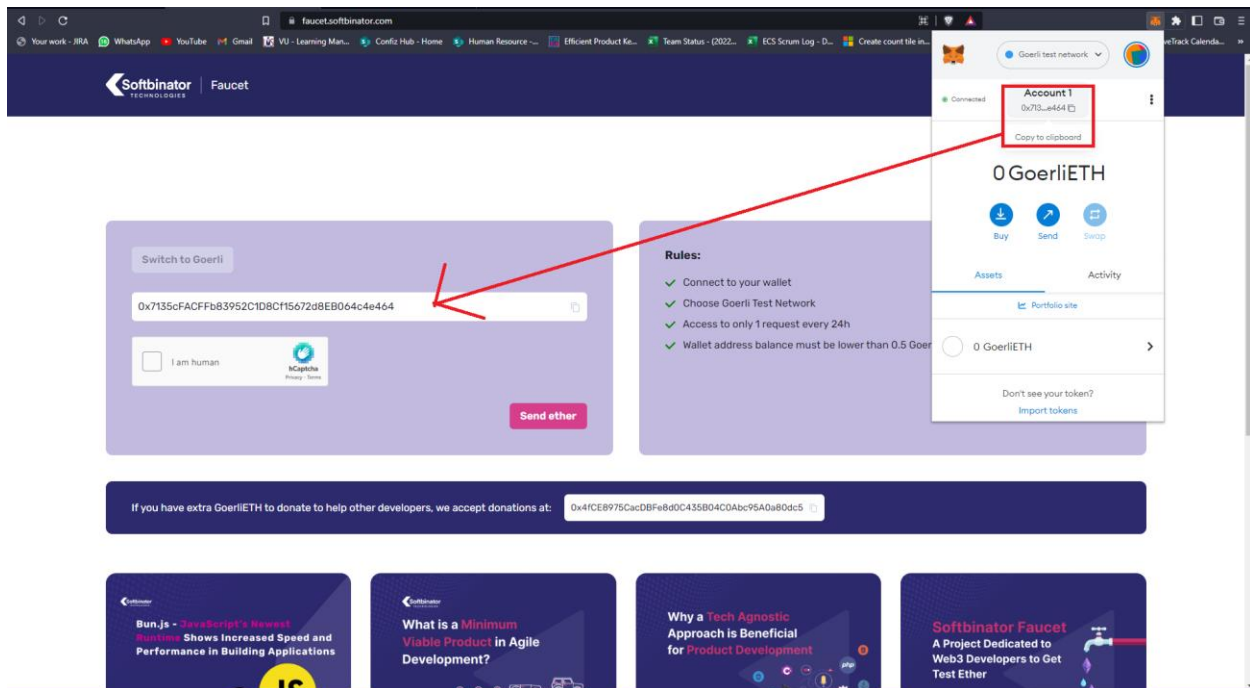 faucet.softbinator.com
Your work - JIRA WhatsApp YouTube Gmail VU - Learning Man... Confiz Hub - Home Human Resource -... Efficient Product Ke... Team Status - (2022... ECS Scrum Log - D... Create count tile in... veTrack Calenda...
Softbinator
TECHNOLOGIES
Faucet
Goerli test network
Connected
Account 1
0x713...e464
Copy to clipboard
0 GoerliETH
Buy Send Swap
Assets Activity
Portfolio site
0 GoerliETH
Don't see your token?
Import tokens
Switch to Goerli
0x7135cFACFFb83952C1D8Cf15672d8EB064c4e464
I am human
hCaptcha
Privacy - Terms
Send ether
Rules:
Connect to your wallet
Choose Goerli Test Network
Access to only 1 request every 24h
Wallet address balance must be lower than 0.5 Goer
If you have extra GoerliETH to donate to help other developers, we accept donations at: 0x4fCE8975CacDBFe8d0C435B04C0Abc95A0a80dc5
Softbinator
Bun.js - JavaScript's Newest
Runtime Shows Increased Speed and
Performance in Building Applications
JS
Softbinator
What is a Minimum
Viable Product in Agile
Development?
Why a Tech Agnostic
Approach is Beneficial
for Product Development
php
Softbinator Faucet
A Project Dedicated to
Web3 Developers to Get
Test Ether